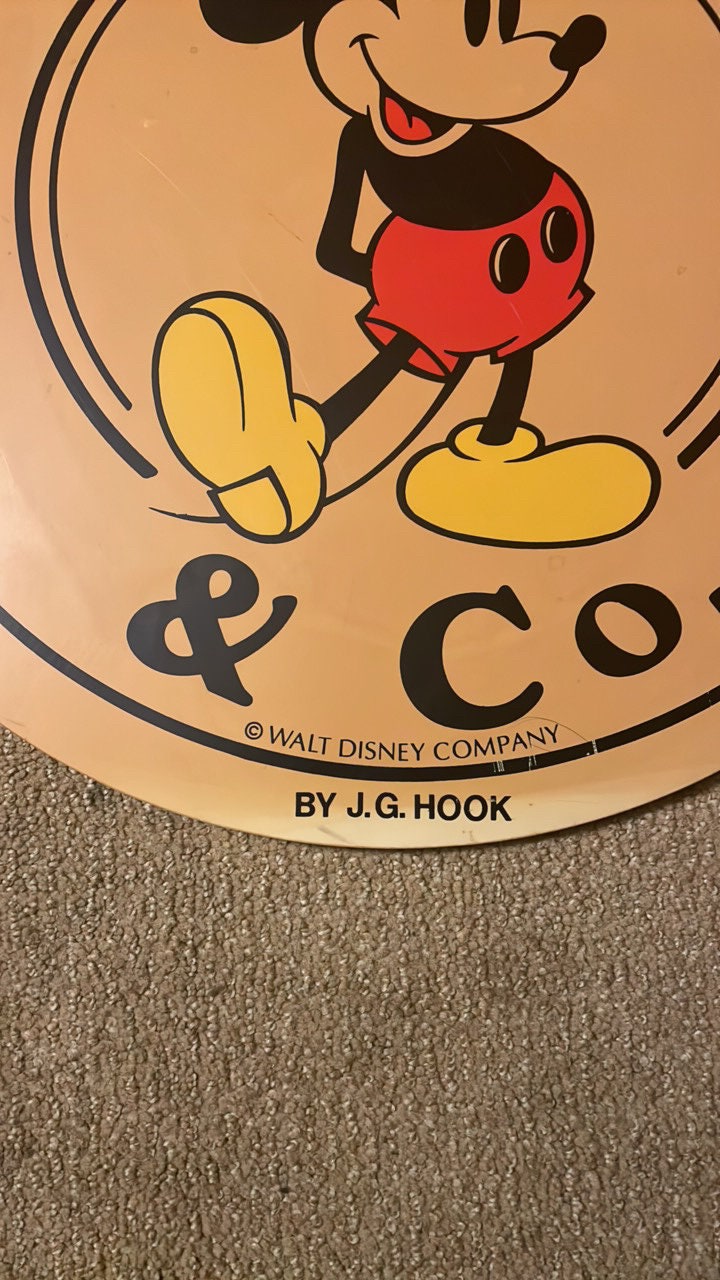 & Co
© WALT DISNEY COMPANY
BY J.G. HOOK